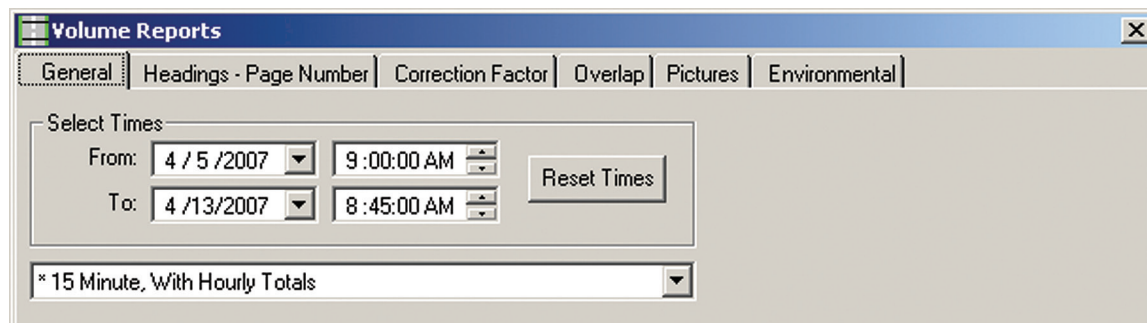 Volume Reports
General Headings - Page Number Correction Factor Overlap Pictures Environmental
Select Times
From: 4 / 5 /2007 9 :00:00 AM
Reset Times
To: 4 /13/2007 8 :45:00 AM
* 15 Minute, With Hourly Totals